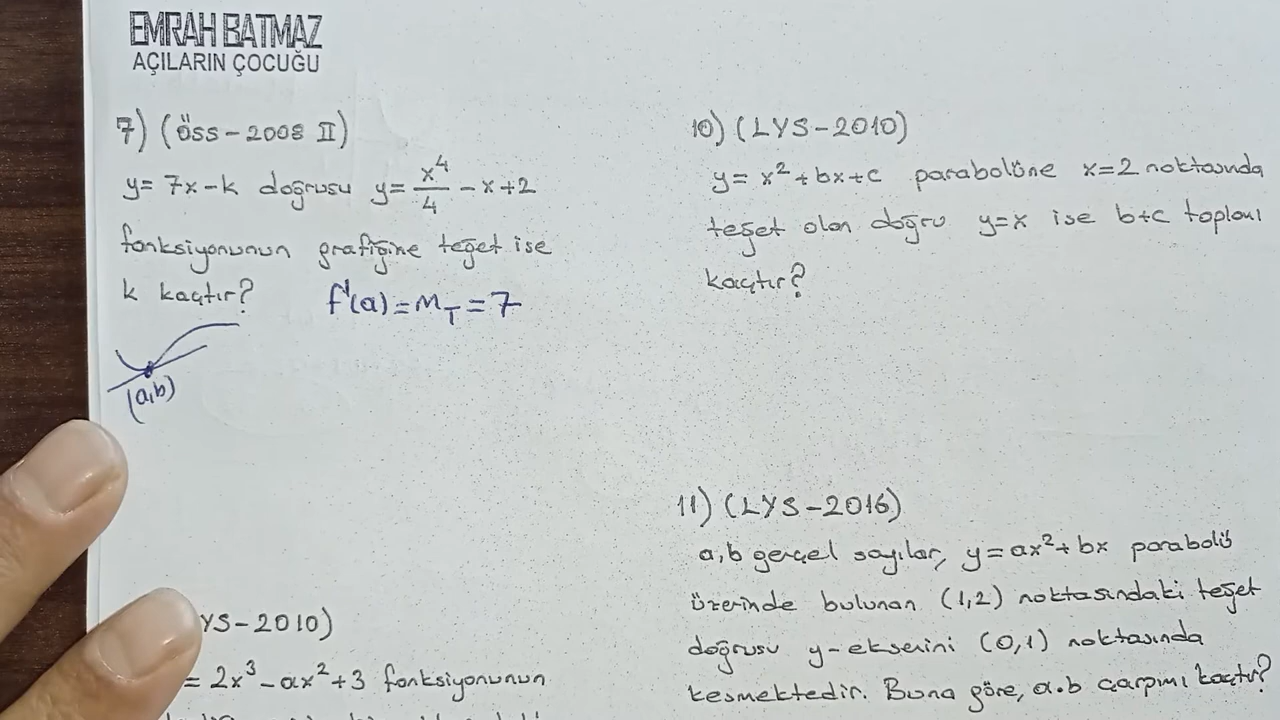 EMRAH BATMAZ
AÇILARIN ÇOCUĞU
7) (ÖSS-2008 II)
y= 7x-k doğrusu y= x⁴/4 -x+2
fonksiyonunun grafiğine teğet ise
k kaçtır? f'(a)=m_T=7
(a,b)
YS-2010)
= 2x³-ax²+3 fonksiyonunun
10) (LYS-2010)
y= x²+bx+c parabolüne x=2 noktasında
teğet olan doğru y=x ise b+c toplamı
kaçtır?
11) (LYS-2016)
a,b gerçel sayılar, y=ax²+bx parabolü
üzerinde bulunan (1,2) noktasındaki teğet
doğrusu y-eksenini (0,1) noktasında
kesmektedir. Buna göre, a.b çarpımı kaçtır?